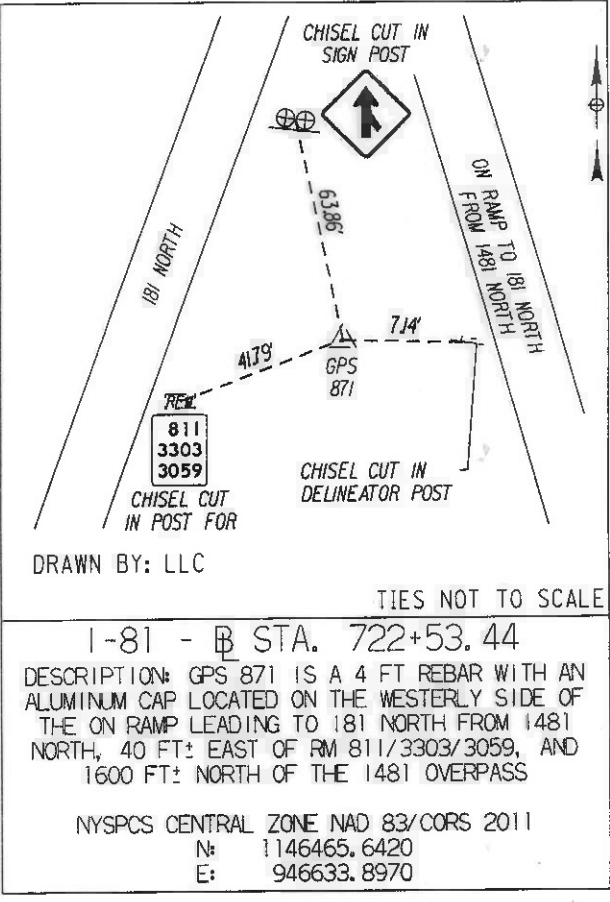 CHISEL CUT IN
SIGN POST
181 NORTH
ON RAMP TO 181 NORTH
FROM 1481 NORTH
63.86'
7.14'
41.79'
GPS
871
811
3303
3059
CHISEL CUT
IN POST FOR
CHISEL CUT IN
DELINEATOR POST
DRAWN BY: LLC
TIES NOT TO SCALE
I-81 - BL STA. 722+53.44
DESCRIPTION: GPS 871 IS A 4 FT REBAR WITH AN
ALUMINUM CAP LOCATED ON THE WESTERLY SIDE OF
THE ON RAMP LEADING TO I81 NORTH FROM I481
NORTH, 40 FT± EAST OF RM 811/3303/3059, AND
1600 FT± NORTH OF THE I481 OVERPASS
NYSPCS CENTRAL ZONE NAD 83/CORS 2011
N: 1146465.6420
E: 946633.8970